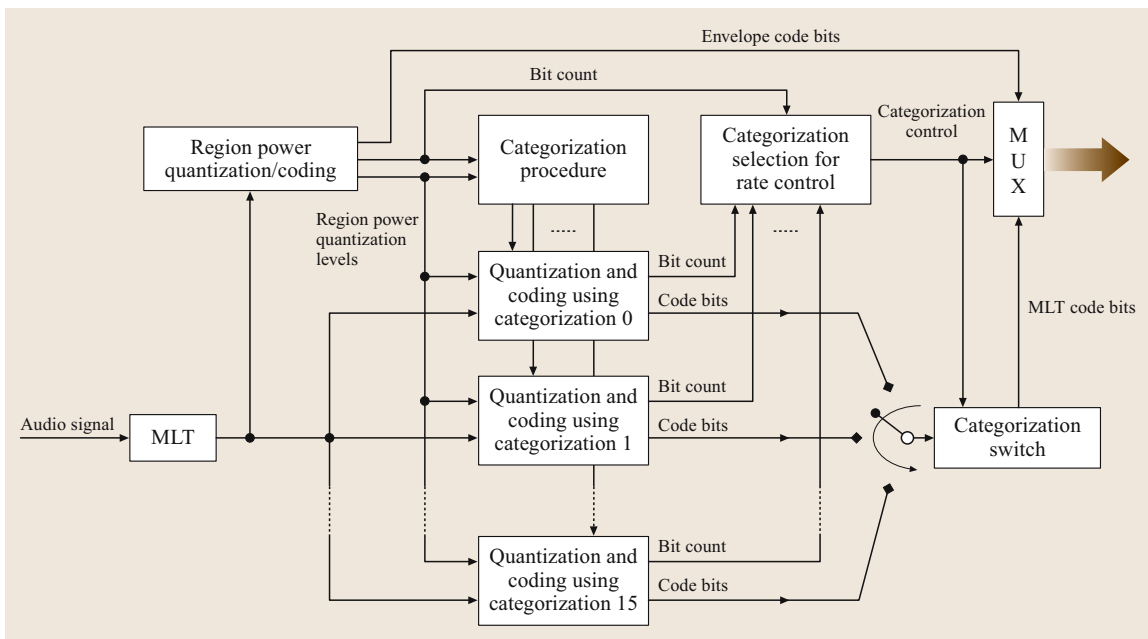 Envelope code bits
Bit count
Categorization
control
Region power
quantization/coding
Categorization
procedure
Categorization
selection for
rate control
M
U
X
Region power
quantization
levels
.....
.....
Quantization and
coding using
categorization 0
Bit count
Code bits
MLT code bits
Quantization and
coding using
categorization 1
Bit count
Code bits
Audio signal
MLT
Categorization
switch
Quantization and
coding using
categorization 15
Bit count
Code bits